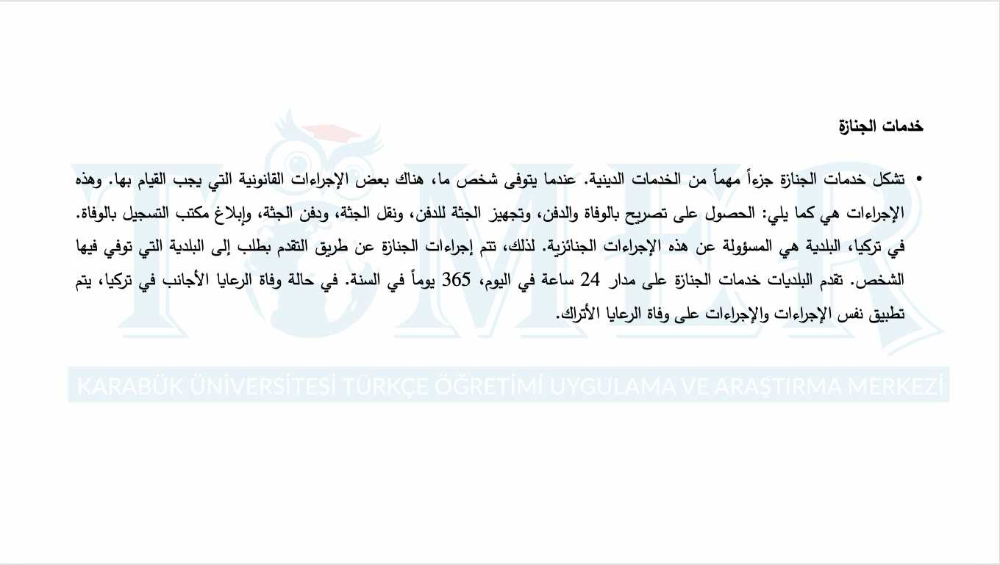 خدمات الجنازة
• تشكل خدمات الجنازة جزءاً مهماً من الخدمات الدينية. عندما يتوفى شخص ما، هناك بعض الإجراءات القانونية التي يجب القيام بها. وهذه
الإجراءات هي كما يلي: الحصول على تصريح بالوفاة والدفن، وتجهيز الجثة للدفن، ونقل الجثة، ودفن الجثة، وإبلاغ مكتب التسجيل بالوفاة.
في تركيا، البلدية هي المسؤولة عن هذه الإجراءات الجنائزية. لذلك، تتم إجراءات الجنازة عن طريق التقدم بطلب إلى البلدية التي توفي فيها
الشخص. تقدم البلديات خدمات الجنازة على مدار 24 ساعة في اليوم، 365 يوماً في السنة. في حالة وفاة الرعايا الأجانب في تركيا، يتم
تطبيق نفس الإجراءات والإجراءات على وفاة الرعايا الأتراك.
TÖMER
KARABÜK ÜNİVERSİTESİ TÜRKÇE ÖĞRETİMİ UYGULAMA VE ARAŞTIRMA MERKEZİ